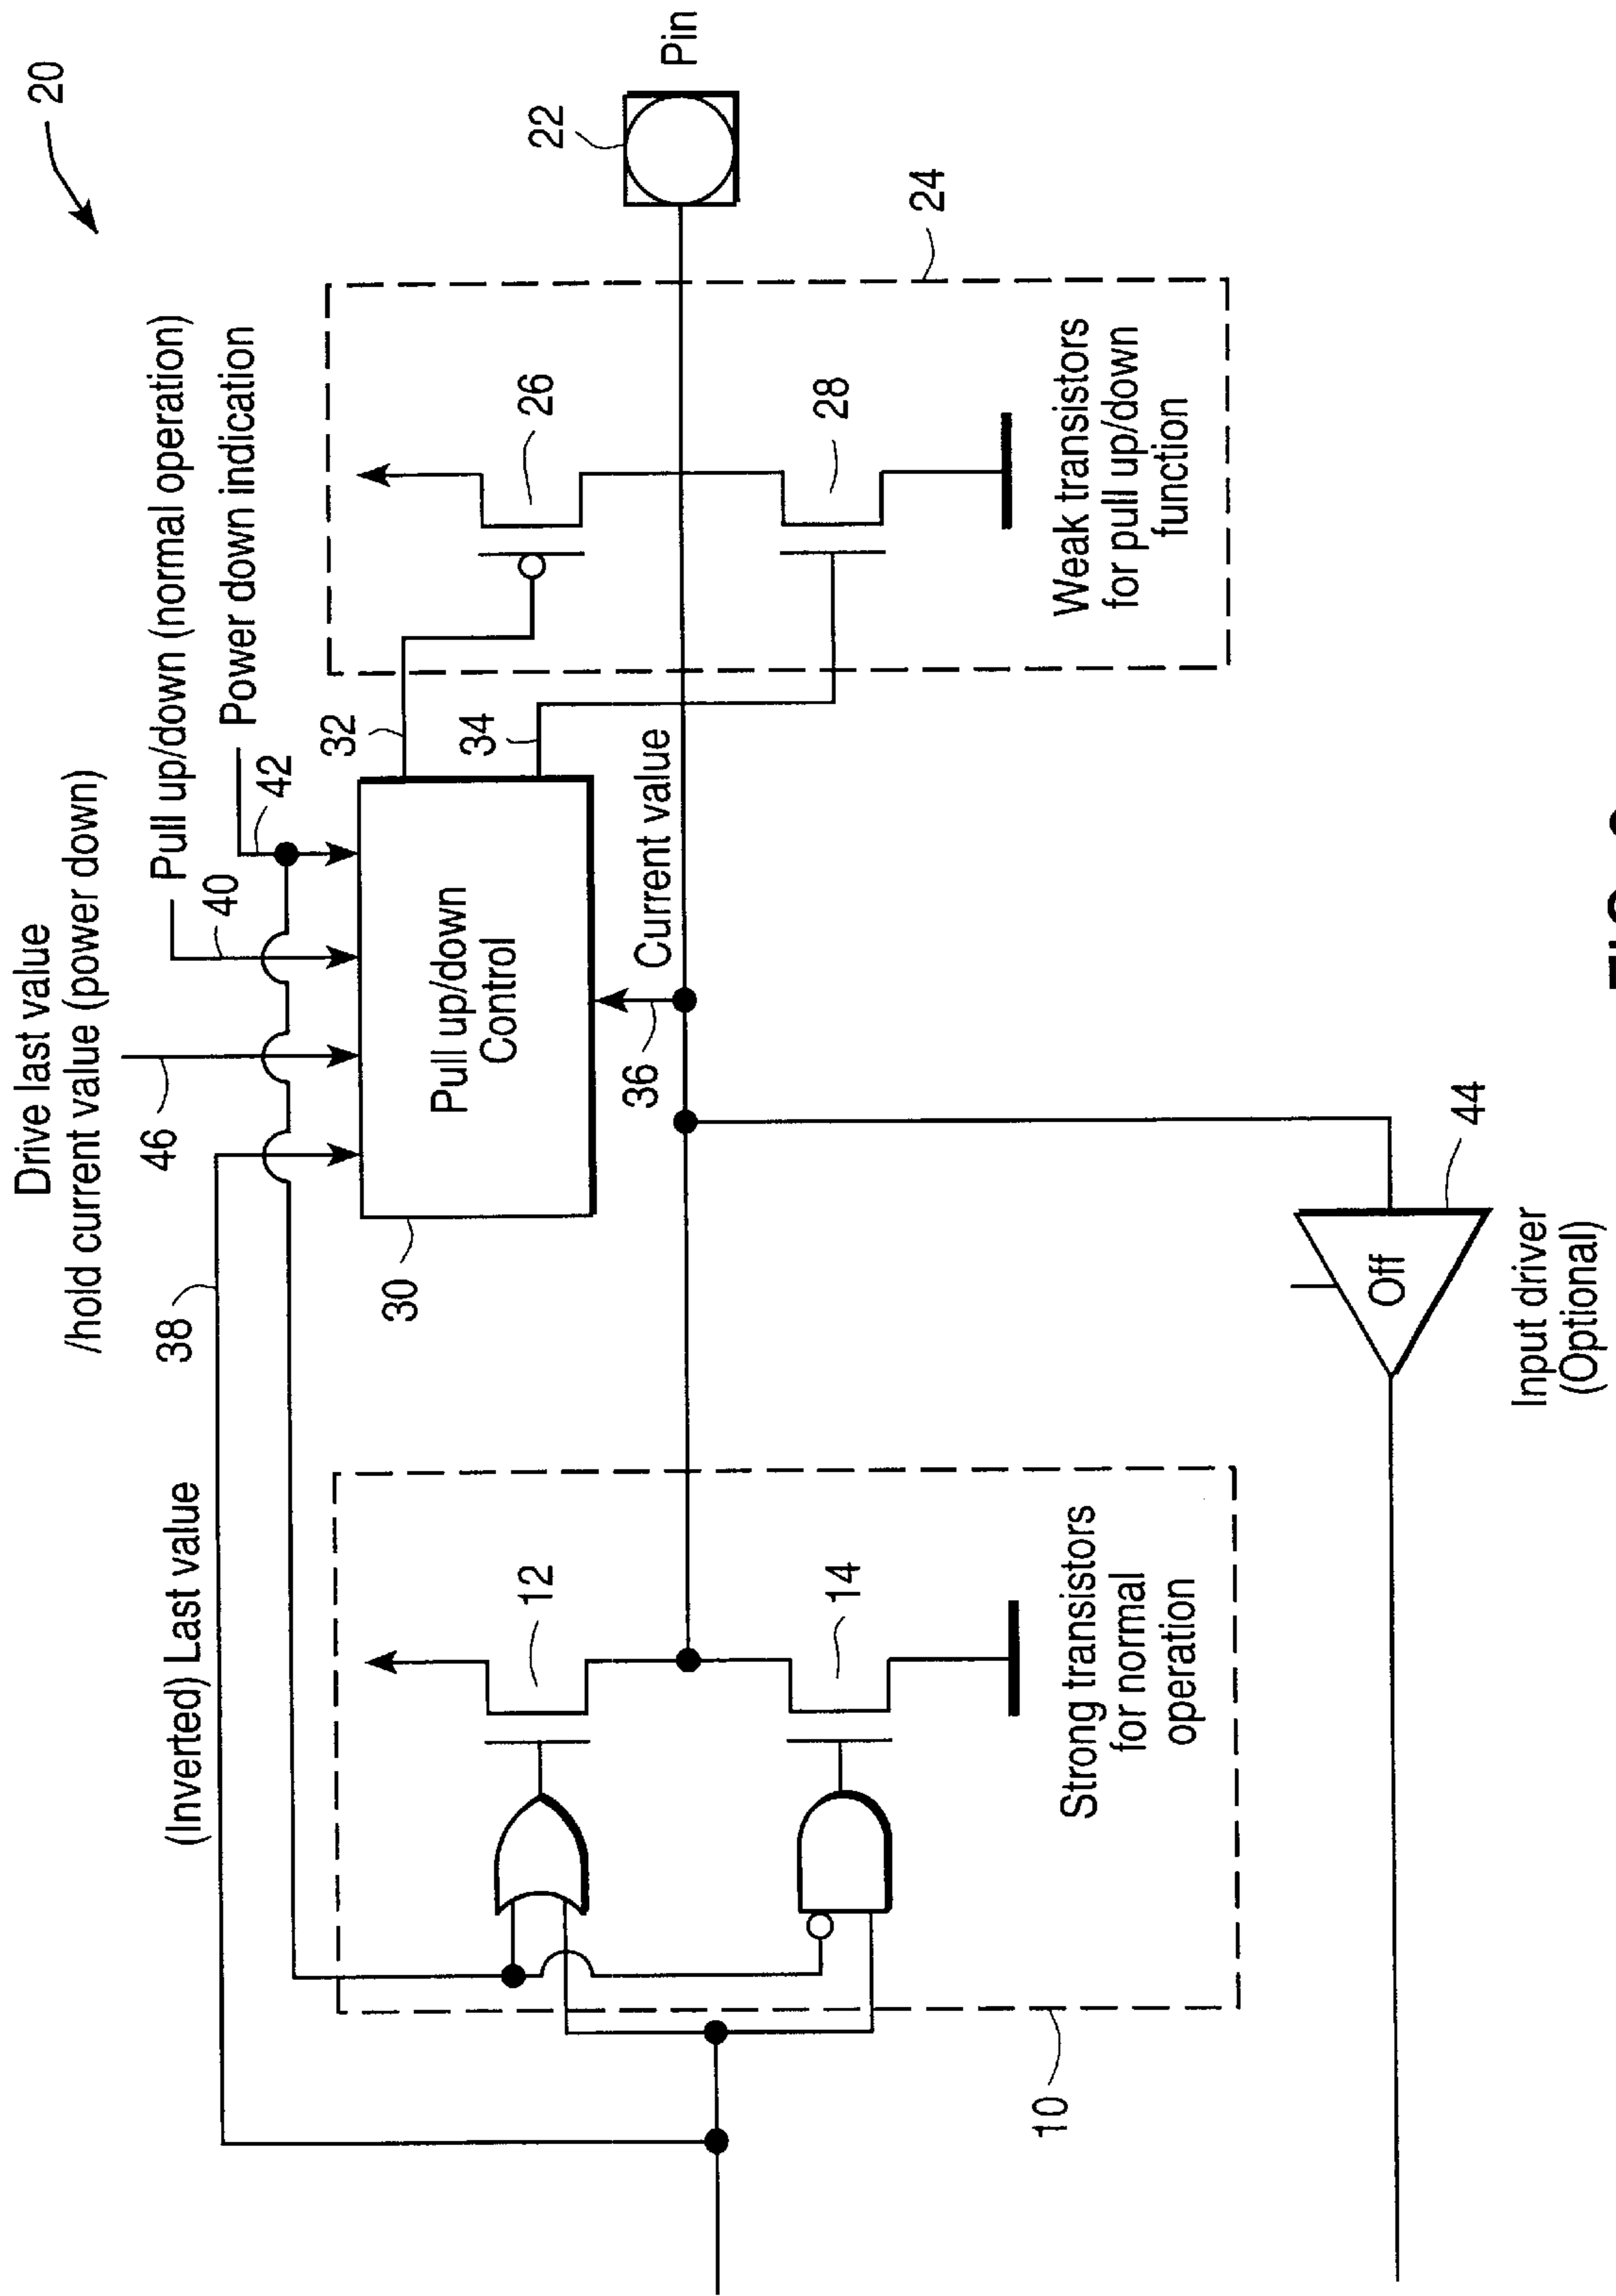 20
Drive last value
/hold current value (power down)
Pull up/down (normal operation)
Power down indication
(Inverted) Last value
38
46
40
42
30
Pull up/down
Control
32
34
36
Current value
22
Pin
24
26
28
Weak transistors
for pull up/down
function
12
14
Strong transistors
for normal
operation
10
Off
44
Input driver
(Optional)